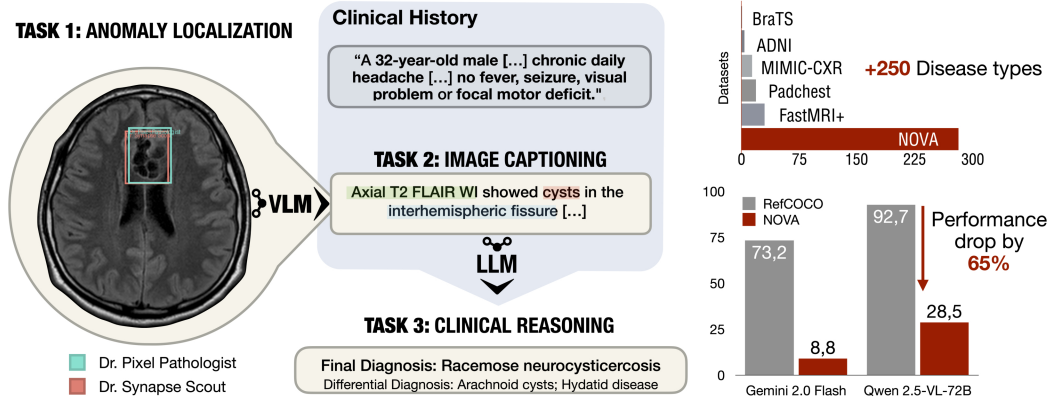 TASK 1: ANOMALY LOCALIZATION
Dr. Pixel Pathologist
Dr. Synapse Scout
VLM
Clinical History
“A 32-year-old male [...] chronic daily
headache [...] no fever, seizure, visual
problem or focal motor deficit."
TASK 2: IMAGE CAPTIONING
Axial T2 FLAIR WI showed cysts in the
interhemispheric fissure [...]
LLM
TASK 3: CLINICAL REASONING
Final Diagnosis: Racemose neurocysticercosis
Differential Diagnosis: Arachnoid cysts; Hydatid disease
Datasets
BraTS
ADNI
MIMIC-CXR
Padchest
FastMRI+
NOVA
+250 Disease types
0 75 150 225 300
100
75
50
25
0
RefCOCO
NOVA
73,2
8,8
92,7
28,5
Performance
drop by
65%
Gemini 2.0 Flash
Qwen 2.5-VL-72B